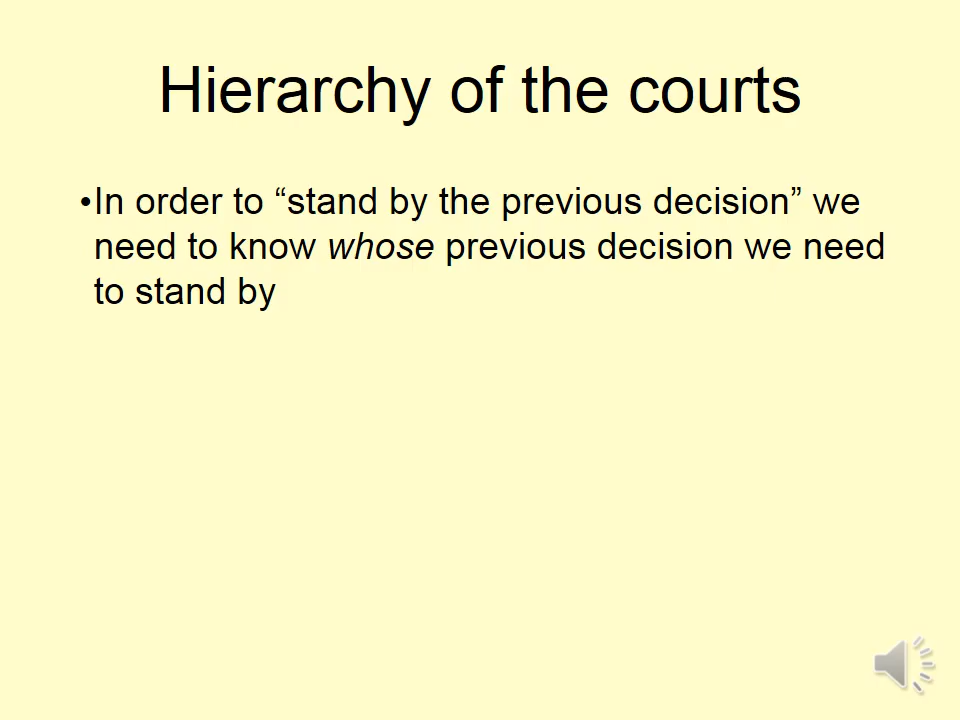 Hierarchy of the courts
•In order to “stand by the previous decision” we
need to know whose previous decision we need
to stand by